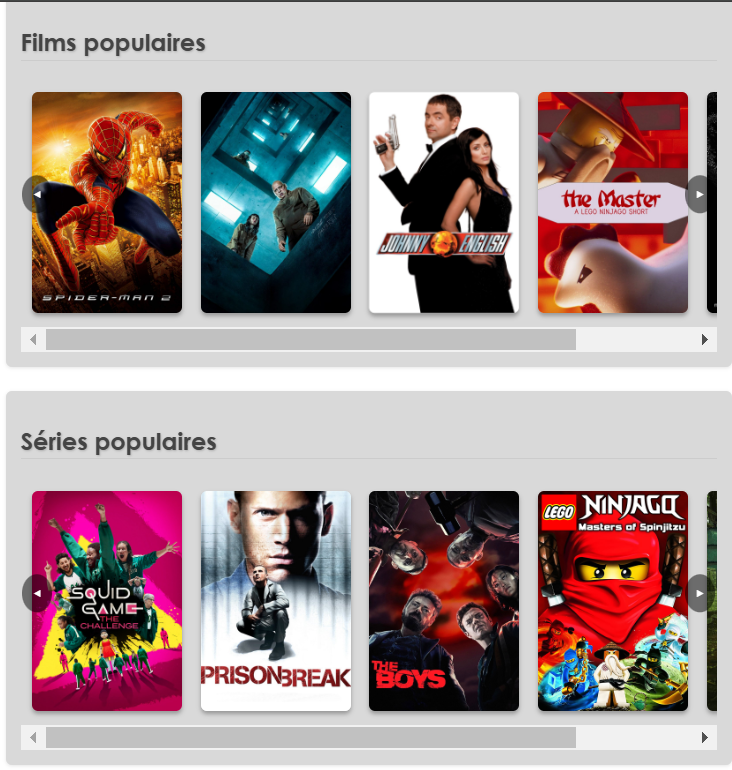 Films populaires
SPIDER-MAN 2
JOHNNY ENGLISH
the Master
A LEGO NINJAGO SHORT
Séries populaires
SQUID
GAME
THE
CHALLENGE
PRISON BREAK
THE
BOYS
LEGO NINJAGO
Masters of Spinjitzu